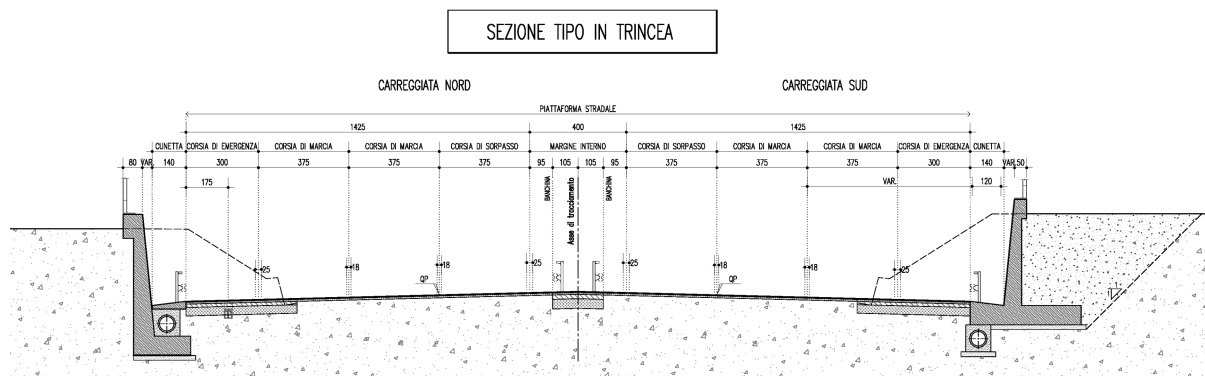 SEZIONE TIPO IN TRINCEA
CARREGGIATA NORD
CARREGGIATA SUD
PIATTAFORMA STRADALE
1425
400
1425
CUNETTA
CORSIA DI EMERGENZA
CORSIA DI MARCIA
CORSIA DI MARCIA
CORSIA DI SORPASSO
MARGINE INTERNO
CORSIA DI SORPASSO
CORSIA DI MARCIA
CORSIA DI MARCIA
CORSIA DI EMERGENZA
CUNETTA
80
VAR.
140
300
375
375
375
95
105
105
95
375
375
375
300
140
VAR.
50
175
BANCHINA
Asse di tracciamento
BANCHINA
VAR.
120
25
18
18
25
25
18
18
25
QP
QP